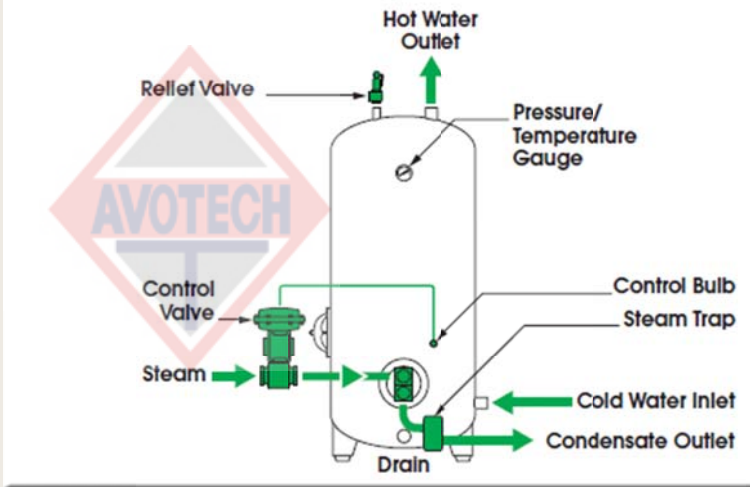 Hot Water
Outlet
Relief Valve
Pressure/
Temperature
Gauge
AVOTECH
Control
Valve
Control Bulb
Steam Trap
Steam
Cold Water Inlet
Condensate Outlet
Drain